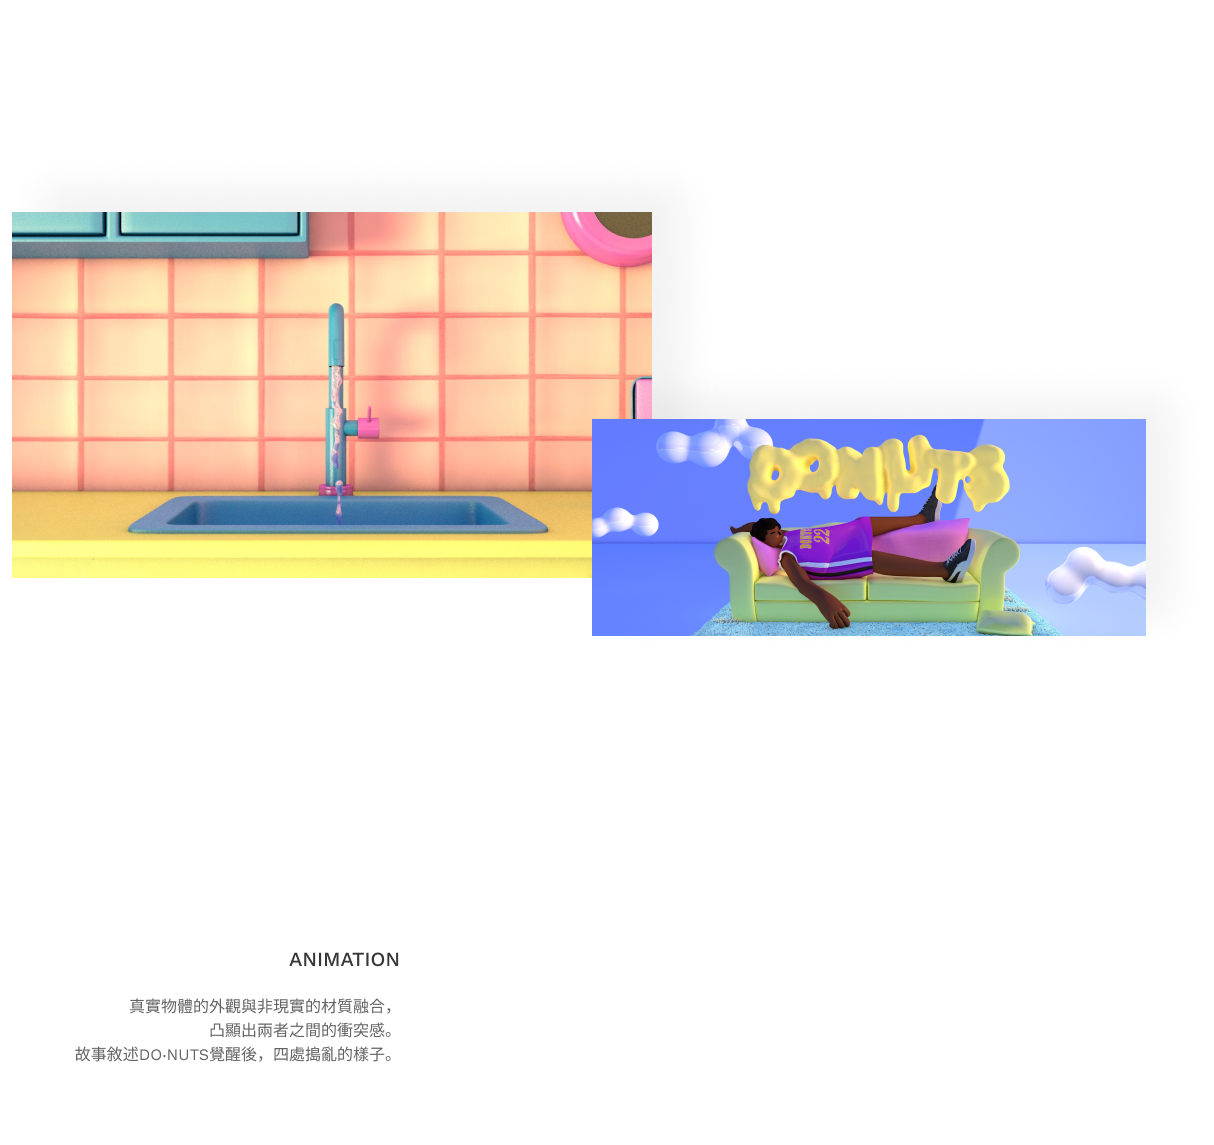 DONUTS
22
ANIMATION
真實物體的外觀與非現實的材質融合，
凸顯出兩者之間的衝突感。
故事敘述DO·NUTS覺醒後，四處搗亂的樣子。